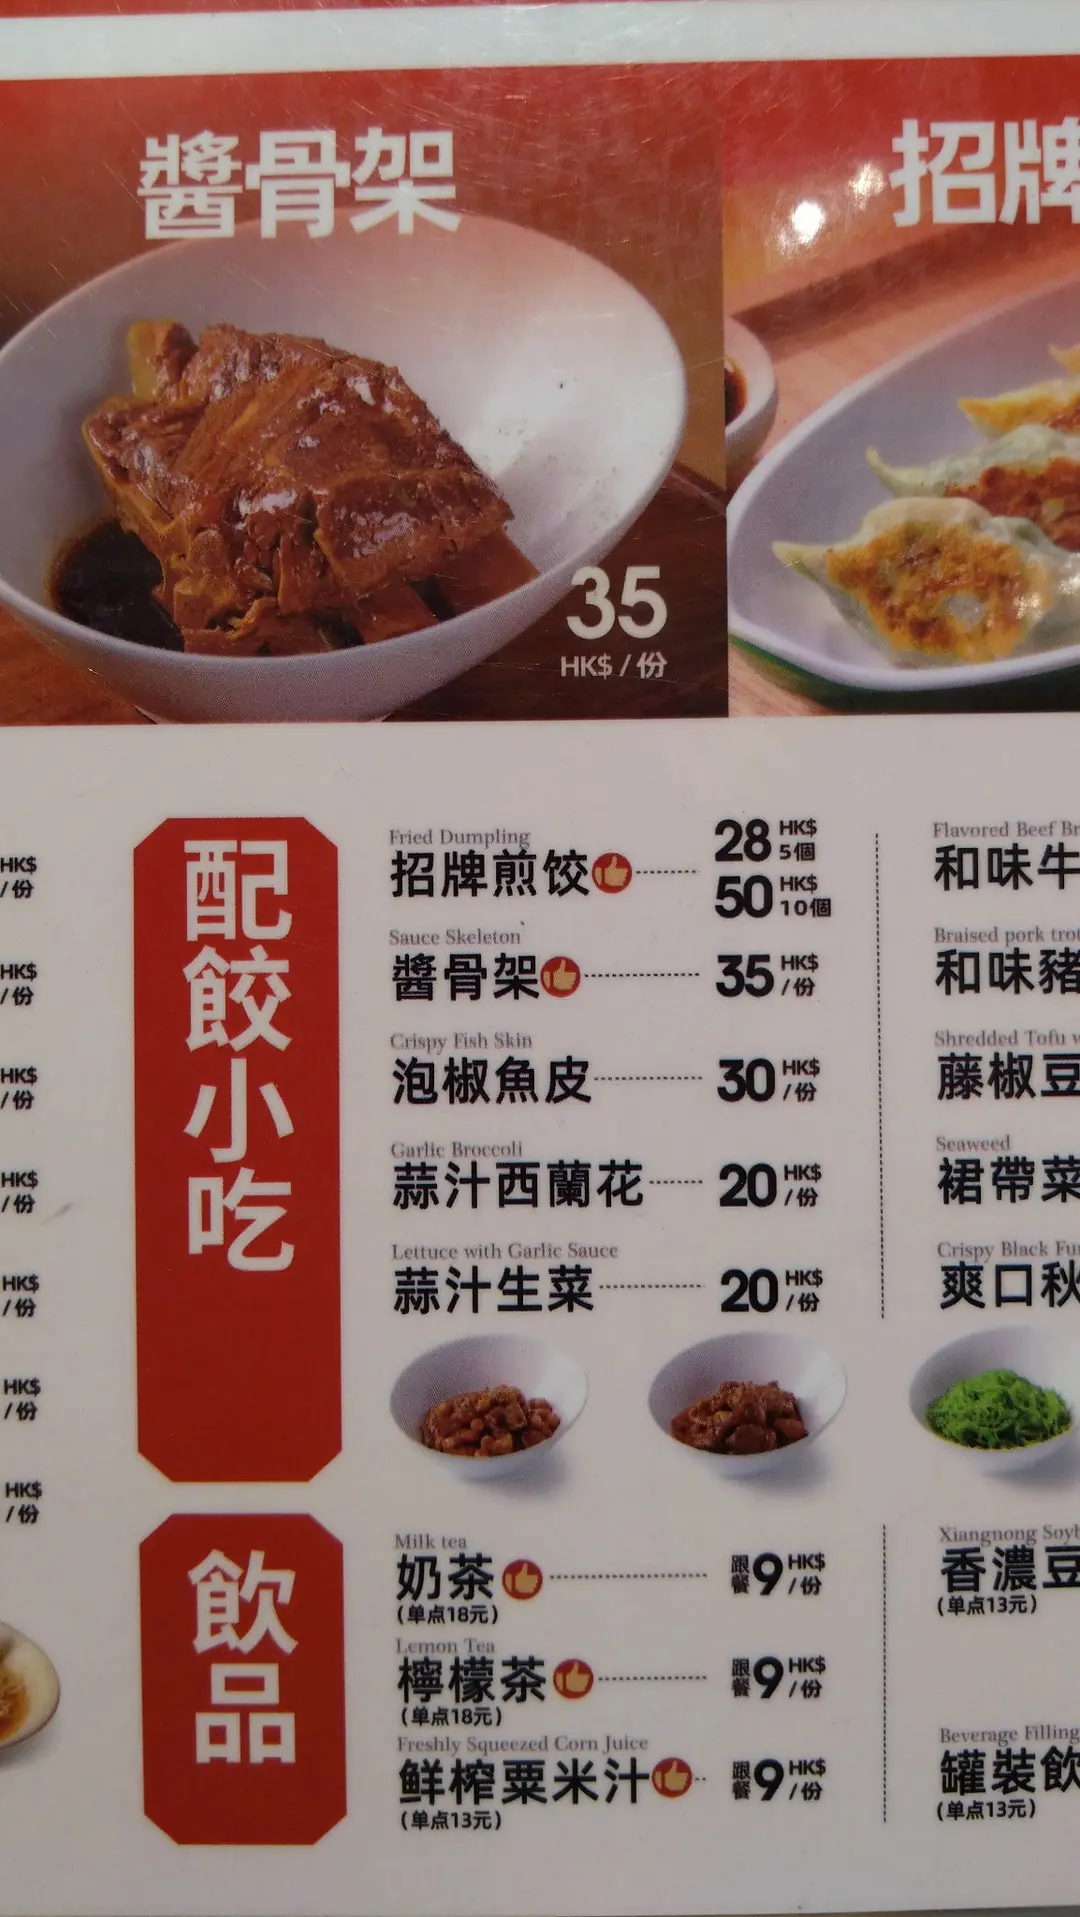 醬骨架
招牌
35
HK$ / 份
HK$
/ 份
HK$
/ 份
HK$
/ 份
HK$
/ 份
HK$
/ 份
HK$
/ 份
HK$
/ 份
配餃小吃
Fried Dumpling
招牌煎饺 28 HK$ 5個
50 HK$ 10個
Sauce Skeleton
醬骨架 35 HK$ / 份
Crispy Fish Skin
泡椒魚皮 30 HK$ / 份
Garlic Broccoli
蒜汁西蘭花 20 HK$ / 份
Lettuce with Garlic Sauce
蒜汁生菜 20 HK$ / 份
Flavored Beef
和味牛
Braised pork
和味豬
Shredded Tofu
藤椒豆
Seaweed
裙帶菜
Crispy Black
爽口秋
飲品
Milk tea
奶茶 跟餐 9 HK$ / 份
(单点18元)
Lemon Tea
檸檬茶 跟餐 9 HK$ / 份
(单点18元)
Freshly Squeezed Corn Juice
鲜榨粟米汁 跟餐 9 HK$ / 份
(单点13元)
Xiangnong
香濃豆
(单点13元)
Beverage Filling
罐裝飲
(单点13元)